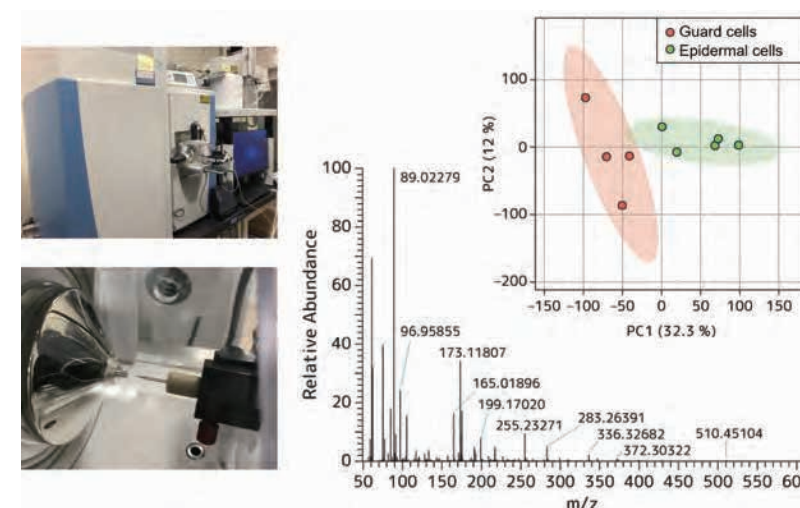 Guard cells
Epidermal cells
100
0
−100
−200
PC2 (12 %)
−150 −100 −50 0 50 100 150
PC1 (32.3 %)
100
80
60
40
20
0
Relative Abundance
89.02279
96.95855
173.11807
165.01896
199.17020
255.23271
283.26391
336.32682
372.30322
510.45104
50 100 150 200 250 300 350 400 450 500 550 600
m/z